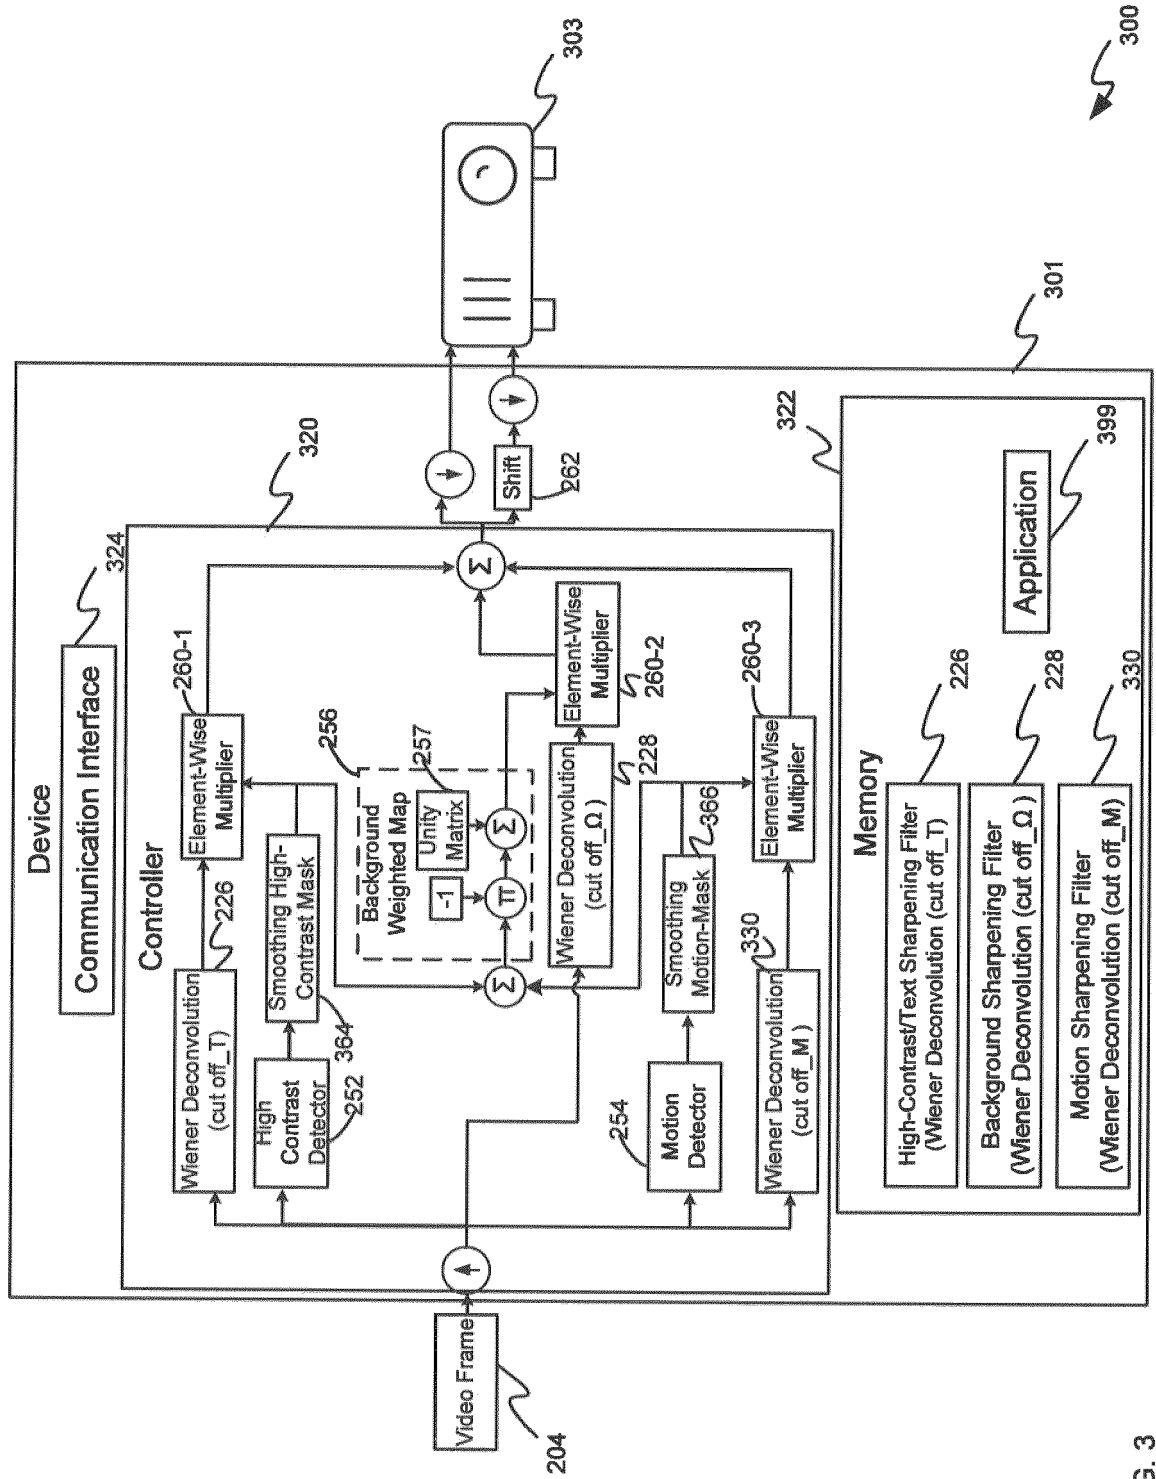 Device
Communication Interface
324
Controller
320
Wiener Deconvolution
(cut off_T)
226
Element-Wise
Multiplier
260-1
High
Contrast
Detector
252
Smoothing High-
Contrast Mask
364
Background
Weighted Map
256
-1
Unity
Matrix
257
Π
Σ
Σ
Σ
Video Frame
204
Wiener Deconvolution
(cut off_Ω)
228
Element-Wise
Multiplier
260-2
Shift
262
303
254
Motion
Detector
Smoothing
Motion-Mask
366
Wiener Deconvolution
(cut off_M)
330
Element-Wise
Multiplier
260-3
322
301
Memory
High-Contrast/Text Sharpening Filter
(Wiener Deconvolution (cut off_T)
226
Background Sharpening Filter
(Wiener Deconvolution (cut off_Ω)
228
Motion Sharpening Filter
(Wiener Deconvolution (cut off_M)
330
Application
399
300
G. 3